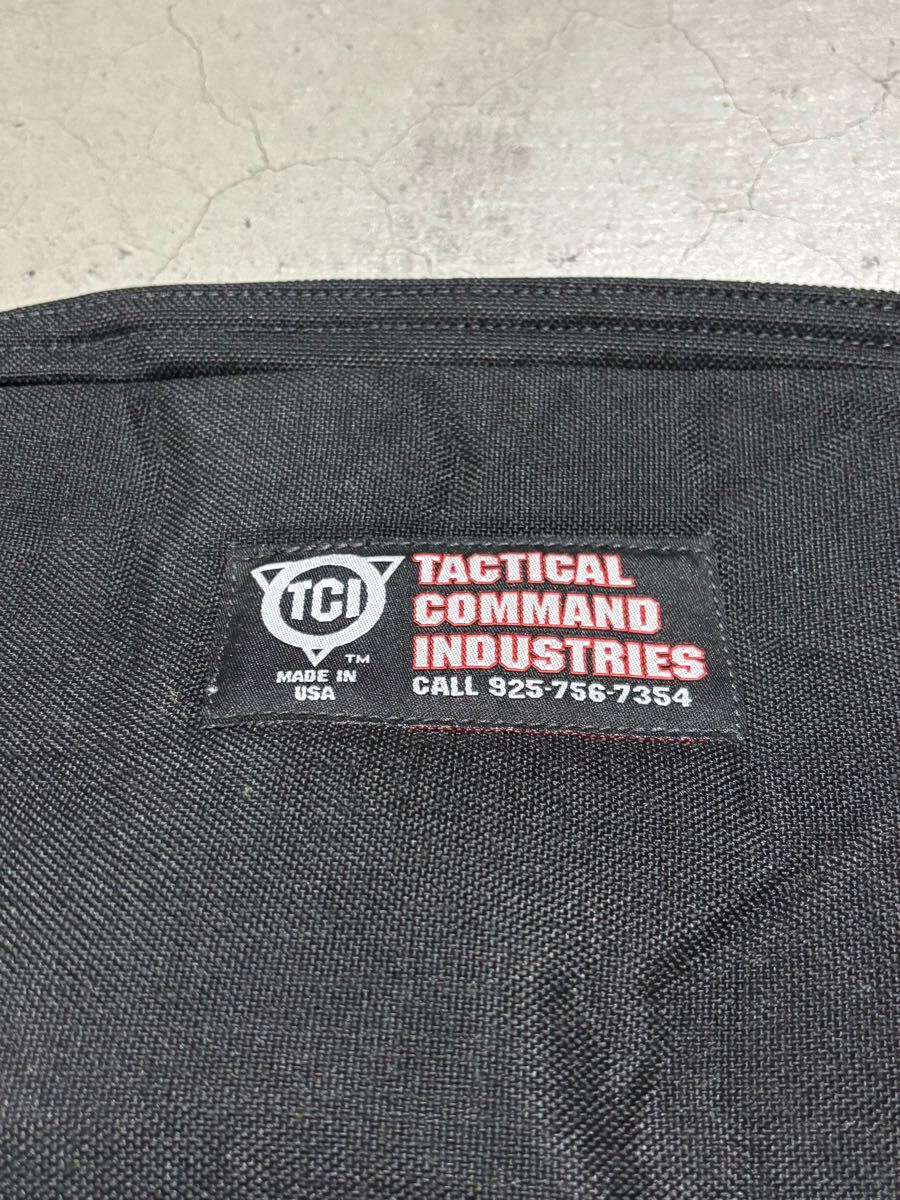 TCI
TM
MADE IN
USA
TACTICAL
COMMAND
INDUSTRIES
CALL 925-756-7354